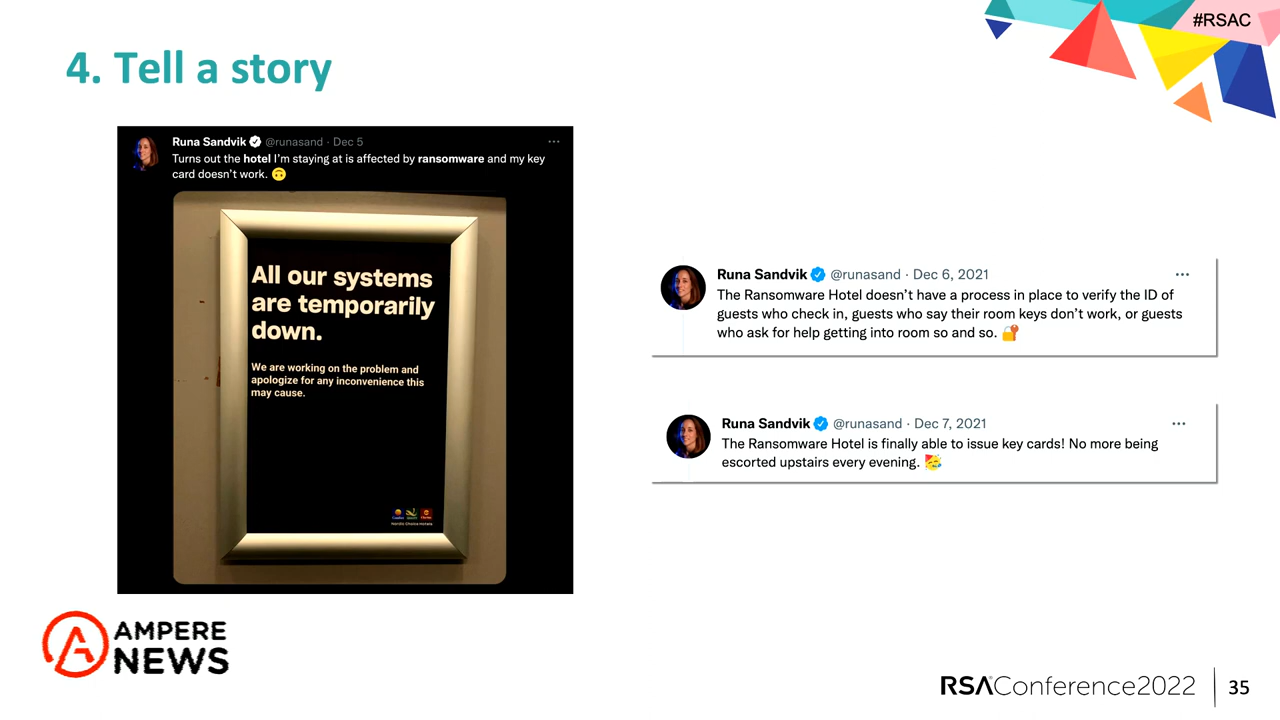 #RSAC
4. Tell a story
Runa Sandvik @runasand · Dec 5
Turns out the hotel I'm staying at is affected by ransomware and my key
card doesn't work. 🙃
All our systems
are temporarily
down.
We are working on the problem and
apologize for any inconvenience this
may cause.
Nordic Choice Hotels
Runa Sandvik @runasand · Dec 6, 2021
The Ransomware Hotel doesn't have a process in place to verify the ID of
guests who check in, guests who say their room keys don't work, or guests
who ask for help getting into room so and so. 🔐
Runa Sandvik @runasand · Dec 7, 2021
The Ransomware Hotel is finally able to issue key cards! No more being
escorted upstairs every evening. 🥳
AMPERE
NEWS
RSAConference2022
35